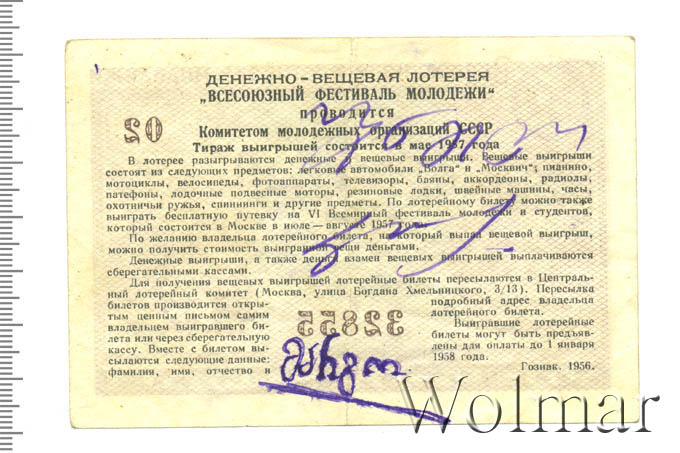 ДЕНЕЖНО-ВЕЩЕВАЯ ЛОТЕРЕЯ
„ВСЕСОЮЗНЫЙ ФЕСТИВАЛЬ МОЛОДЕЖИ“
проводится
Комитетом молодежных организаций СССР
Тираж выигрышей состоится в мае 1957 года
В лотерее разыгрываются денежные и вещевые выигрыши. Вещевые выигрыши
состоят из следующих предметов: легковые автомобили „Волга“ и „Москвич“, пианино,
мотоциклы, велосипеды, фотоаппараты, телевизоры, баяны, аккордеоны, радиолы,
патефоны, лодочные подвесные моторы, резиновые лодки, швейные машины, часы,
охотничьи ружья, спиннинги и другие предметы. По лотерейному билету можно также
выиграть бесплатную путевку на VI Всемирный фестиваль молодежи и студентов,
который состоится в Москве в июле—августе 1957 года.
По желанию владельца лотерейного билета, на который выпал вещевой выигрыш,
можно получить стоимость выигранной вещи деньгами.
Денежные выигрыши, а также деньги взамен вещевых выигрышей выплачиваются
сберегательными кассами.
Для получения вещевых выигрышей лотерейные билеты пересылаются в Централь-
ный лотерейный комитет (Москва, улица Богдана Хмельницкого, 3/13). Пересылка
билетов производится откры-
тым ценным письмом самим
владельцем выигравшего би-
лета или через сберегательную
кассу. Вместе с билетом вы-
сылаются следующие данные:
фамилия, имя, отчество и
подробный адрес владельца
лотерейного билета.
Выигравшие лотерейные
билеты могут быть предъяв-
лены для оплаты до 1 января
1958 года.
Гознак. 1956.
02
32855
Wolmar